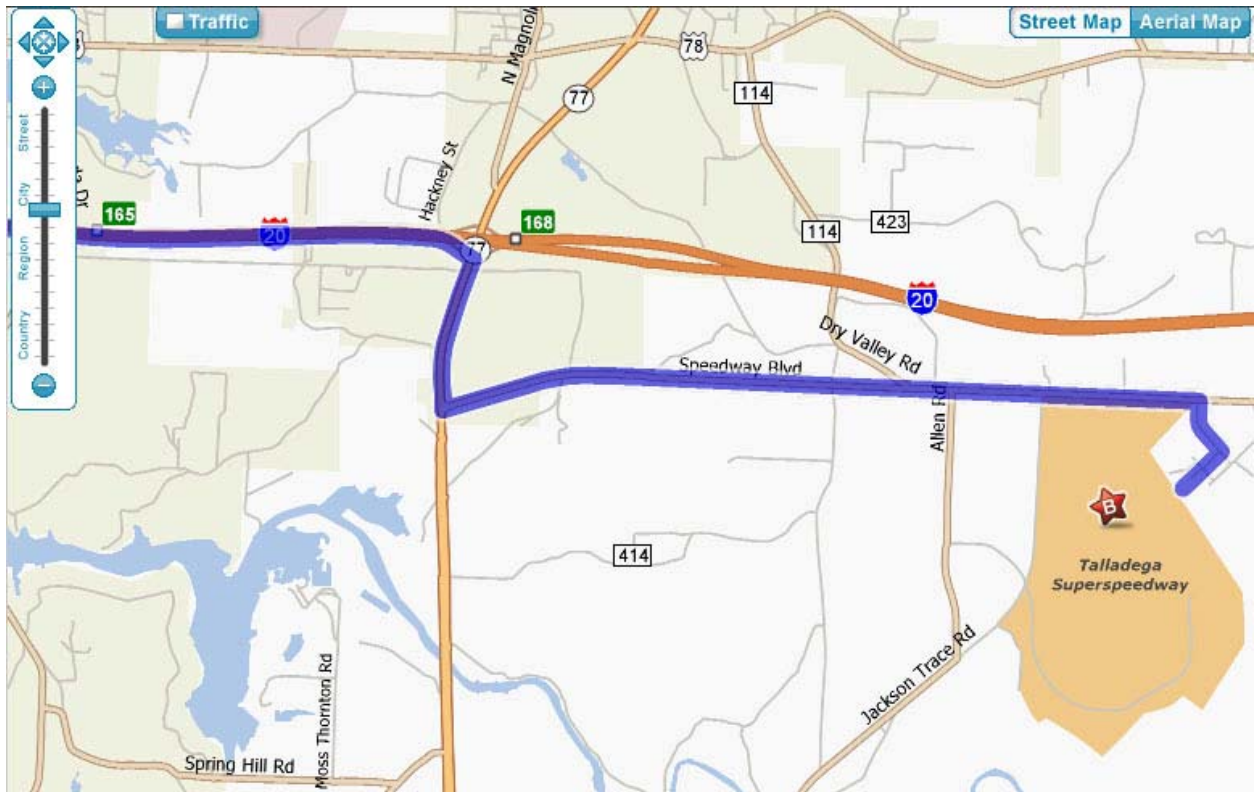 Traffic
Street Map
Aerial Map
N Magnoli
78
77
114
Street
City
Region
Country
Hackney St
165
20
168
77
423
114
20
Dry Valley Rd
Speedway Blvd
Allen Rd
B
414
Talladega
Superspeedway
Jackson Trace Rd
Moss Thornton Rd
Spring Hill Rd